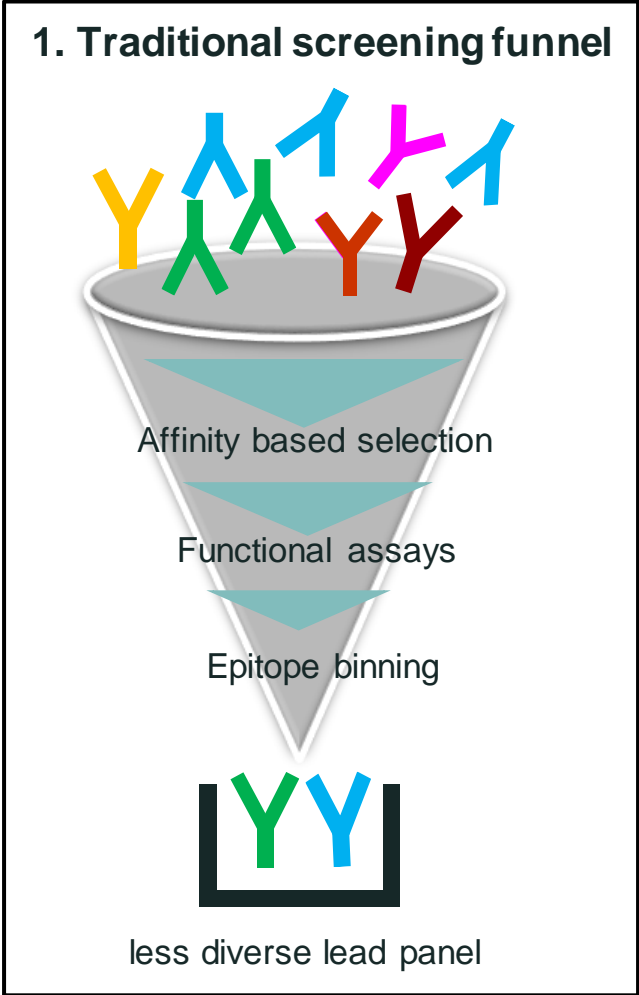 1. Traditional screening funnel
Affinity based selection
Functional assays
Epitope binning
less diverse lead panel